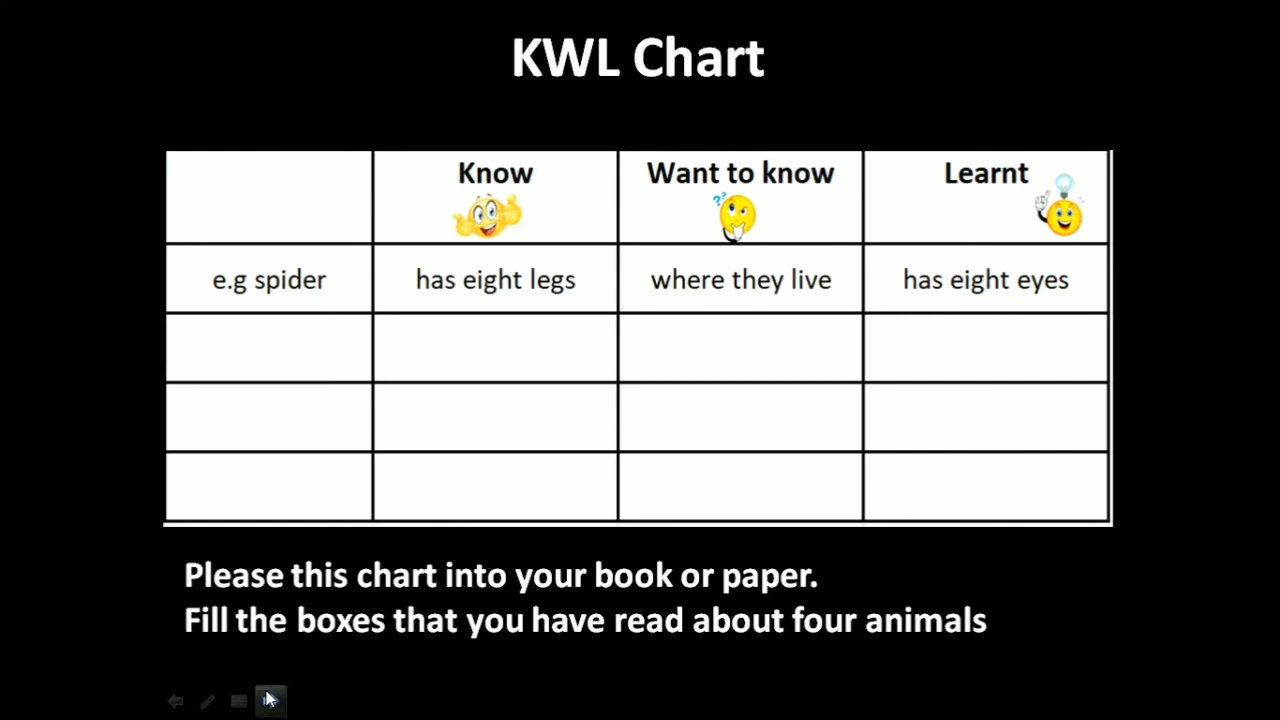 KWL Chart
Know
Want to know
Learnt
e.g spider
has eight legs
where they live
has eight eyes
Please this chart into your book or paper.
Fill the boxes that you have read about four animals